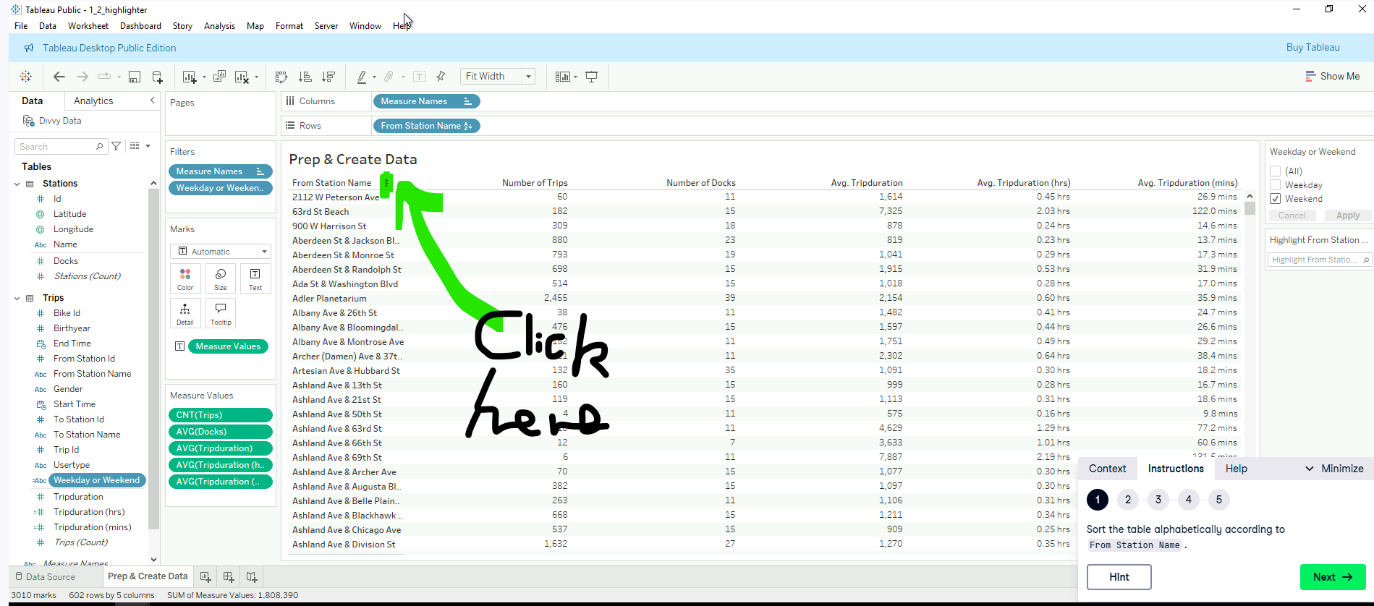 Tableau Public - 1_2_highlighter
File Data Worksheet Dashboard Story Analysis Map Format Server Window Help
Tableau Desktop Public Edition Buy Tableau
Fit Width Show Me
Data Analytics
Divvy Data
Search
Tables
Stations
Id
Latitude
Longitude
Abc Name
Docks
Stations (Count)
Trips
Bike Id
Birthyear
End Time
From Station Id
Abc From Station Name
Abc Gender
Start Time
To Station Id
Abc To Station Name
Trip Id
Abc Usertype
=Abc Weekday or Weekend
Tripduration
Tripduration (hrs)
Tripduration (mins)
Trips (Count)
Abc Measure Names
Pages
Filters
Measure Names
Weekday or Weeken..
Marks
Automatic
Color Size Text
Detail Tooltip
Measure Values
Measure Values
CNT(Trips)
AVG(Docks)
AVG(Tripduration)
AVG(Tripduration (h..
AVG(Tripduration (..
Columns Measure Names
Rows From Station Name
Prep & Create Data
From Station Name Number of Trips Number of Docks Avg. Tripduration Avg. Tripduration (hrs) Avg. Tripduration (mins)
2112 W Peterson Ave 60 11 1,614 0.45 hrs 26.9 mins
63rd St Beach 182 15 7,325 2.03 hrs 122.0 mins
900 W Harrison St 309 18 878 0.24 hrs 14.6 mins
Aberdeen St & Jackson Bl.. 880 23 819 0.23 hrs 13.7 mins
Aberdeen St & Monroe St 793 19 1,041 0.29 hrs 17.3 mins
Aberdeen St & Randolph St 698 15 1,915 0.53 hrs 31.9 mins
Ada St & Washington Blvd 514 15 1,018 0.28 hrs 17.0 mins
Adler Planetarium 2,455 39 2,154 0.60 hrs 35.9 mins
Albany Ave & 26th St 38 11 1,482 0.41 hrs 24.7 mins
Albany Ave & Bloomingdal.. 476 15 1,597 0.44 hrs 26.6 mins
Albany Ave & Montrose Ave 11 1,751 0.49 hrs 29.2 mins
Archer (Damen) Ave & 37t.. 11 2,302 0.64 hrs 38.4 mins
Artesian Ave & Hubbard St 132 35 1,091 0.30 hrs 18.2 mins
Ashland Ave & 13th St 160 15 999 0.28 hrs 16.7 mins
Ashland Ave & 21st St 119 15 1,113 0.31 hrs 18.6 mins
Ashland Ave & 50th St 4 11 575 0.16 hrs 9.8 mins
Ashland Ave & 63rd St 11 4,629 1.29 hrs 77.2 mins
Ashland Ave & 66th St 12 7 3,633 1.01 hrs 60.6 mins
Ashland Ave & 69th St 6 11 7,887 2.19 hrs 131.5 mins
Ashland Ave & Archer Ave 70 15 1,077 0.30 hrs
Ashland Ave & Augusta Bl.. 382 15 1,097 0.30 hrs
Ashland Ave & Belle Plain.. 263 11 1,106 0.31 hrs
Ashland Ave & Blackhawk .. 668 15 1,211 0.34 hrs
Ashland Ave & Chicago Ave 537 15 909 0.25 hrs
Ashland Ave & Division St 1,632 27 1,270 0.35 hrs
Click
here
Weekday or Weekend
(All)
Weekday
Weekend
Cancel Apply
Highlight From Station ...
Highlight From Statio...
Context Instructions Help Minimize
1 2 3 4 5
Sort the table alphabetically according to
From Station Name .
Hint Next
Data Source Prep & Create Data
3010 marks 602 rows by 5 columns SUM of Measure Values: 1,808,390